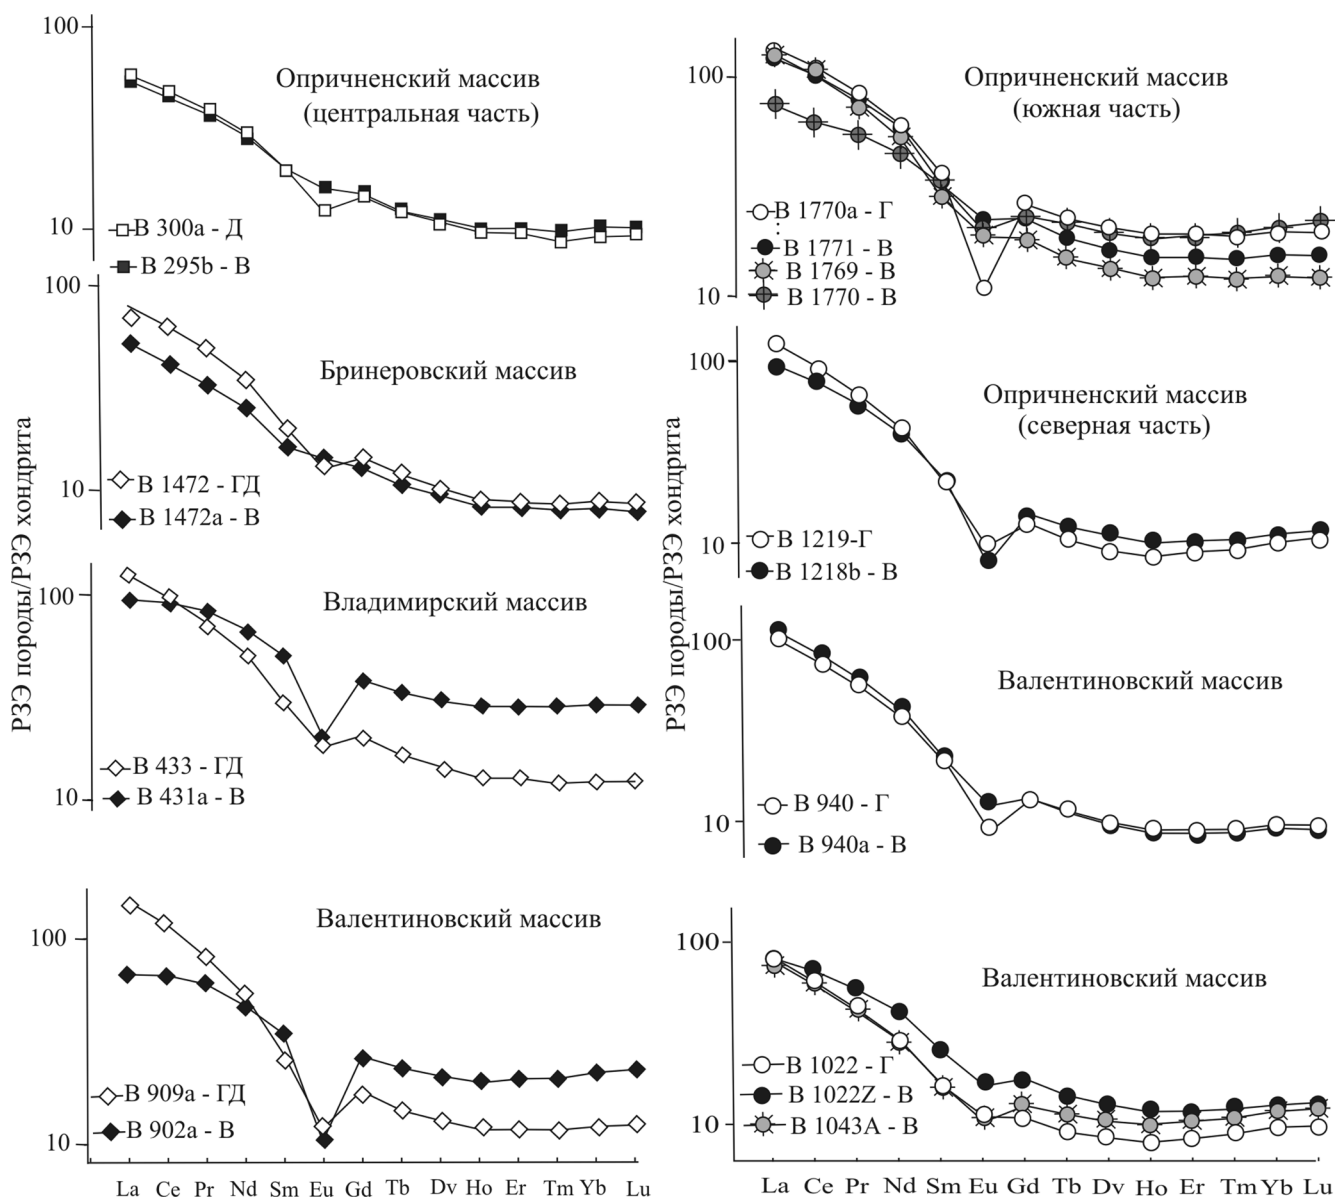 100
Опричненский массив
(центральная часть)
10
В 300а - Д
В 295b - В
100
Бринеровский массив
10
В 1472 - ГД
В 1472а - В
РЗЭ породы/РЗЭ хондрита
100
Владимирский массив
В 433 - ГД
В 431а - В
10
100
Валентиновский массив
В 909а - ГД
В 902а - В
10
La Ce Pr Nd Sm Eu Gd Tb Dv Ho Er Tm Yb Lu
100
Опричненский массив
(южная часть)
В 1770а - Г
В 1771 - В
В 1769 - В
В 1770 - В
10
100
Опричненский массив
(северная часть)
РЗЭ породы/РЗЭ хондрита
В 1219-Г
10
В 1218b - В
100
Валентиновский массив
В 940 - Г
10
В 940а - В
100
Валентиновский массив
В 1022 - Г
В 1022Z - В
10
В 1043А - В
La Ce Pr Nd Sm Eu Gd Tb Dv Ho Er Tm Yb Lu